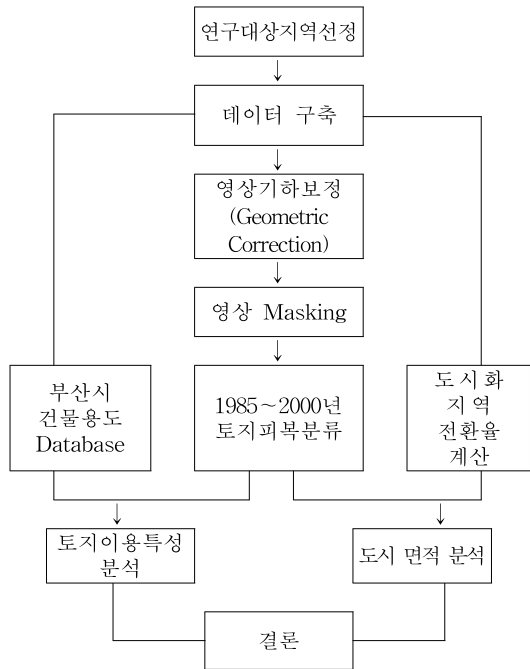 연구대상지역선정
데이터 구축
영상기하보정
(Geometric
Correction)
영상 Masking
부산시
건물용도
Database
1985~2000년
토지피복분류
도시화
지역
전환율
계산
토지이용특성
분석
도시 면적 분석
결론